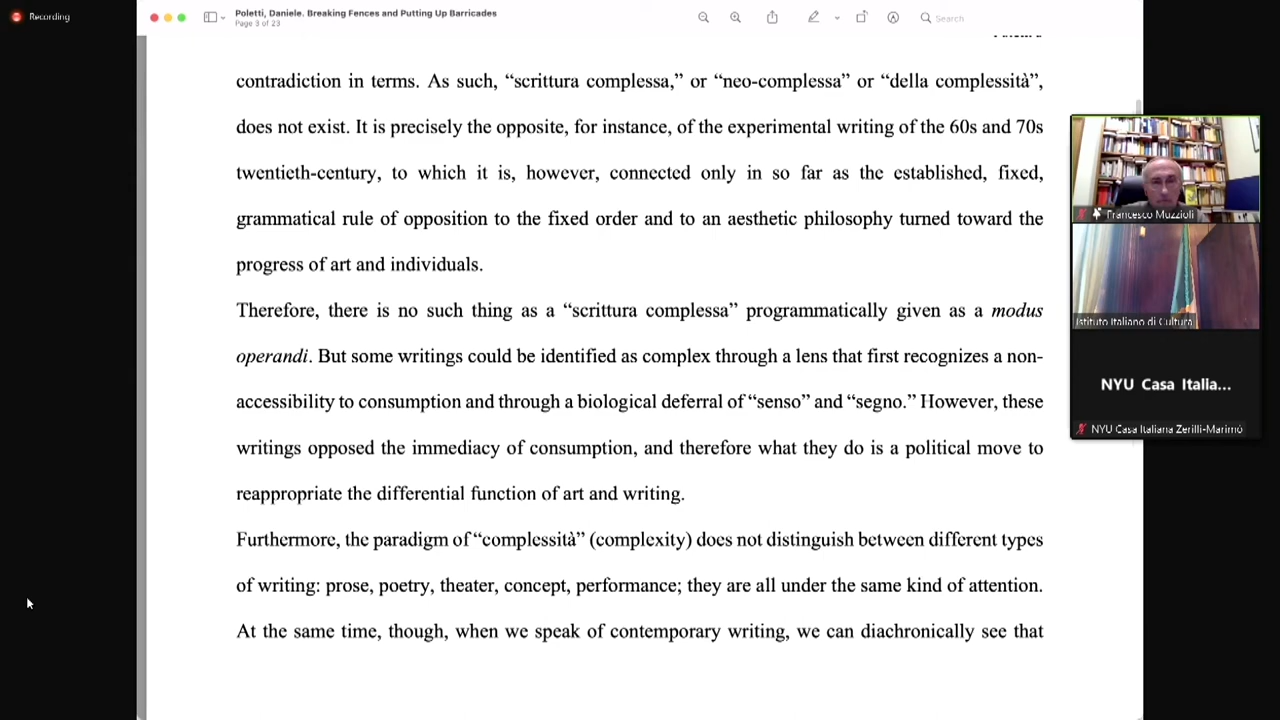 Recording
Poletti, Daniele. Breaking Fences and Putting Up Barricades
Page 3 of 23
Search
contradiction in terms. As such, “scrittura complessa,” or “neo-complessa” or “della complessità”,
does not exist. It is precisely the opposite, for instance, of the experimental writing of the 60s and 70s
twentieth-century, to which it is, however, connected only in so far as the established, fixed,
grammatical rule of opposition to the fixed order and to an aesthetic philosophy turned toward the
progress of art and individuals.
Therefore, there is no such thing as a “scrittura complessa” programmatically given as a modus
operandi. But some writings could be identified as complex through a lens that first recognizes a non-
accessibility to consumption and through a biological deferral of “senso” and “segno.” However, these
writings opposed the immediacy of consumption, and therefore what they do is a political move to
reappropriate the differential function of art and writing.
Furthermore, the paradigm of “complessità” (complexity) does not distinguish between different types
of writing: prose, poetry, theater, concept, performance; they are all under the same kind of attention.
At the same time, though, when we speak of contemporary writing, we can diachronically see that
Francesco Muzzioli
Istituto Italiano di Cultura
NYU Casa Italia...
NYU Casa Italiana Zerilli-Marimò